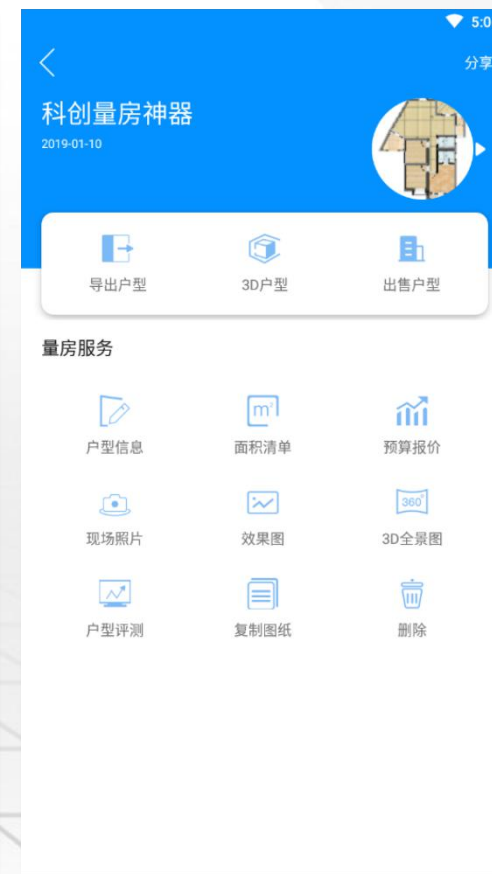 5:0
分享
科创量房神器
2019-01-10
导出户型 3D户型 出售户型
量房服务
m²
户型信息 面积清单 预算报价
360°
现场照片 效果图 3D全景图
户型评测 复制图纸 删除